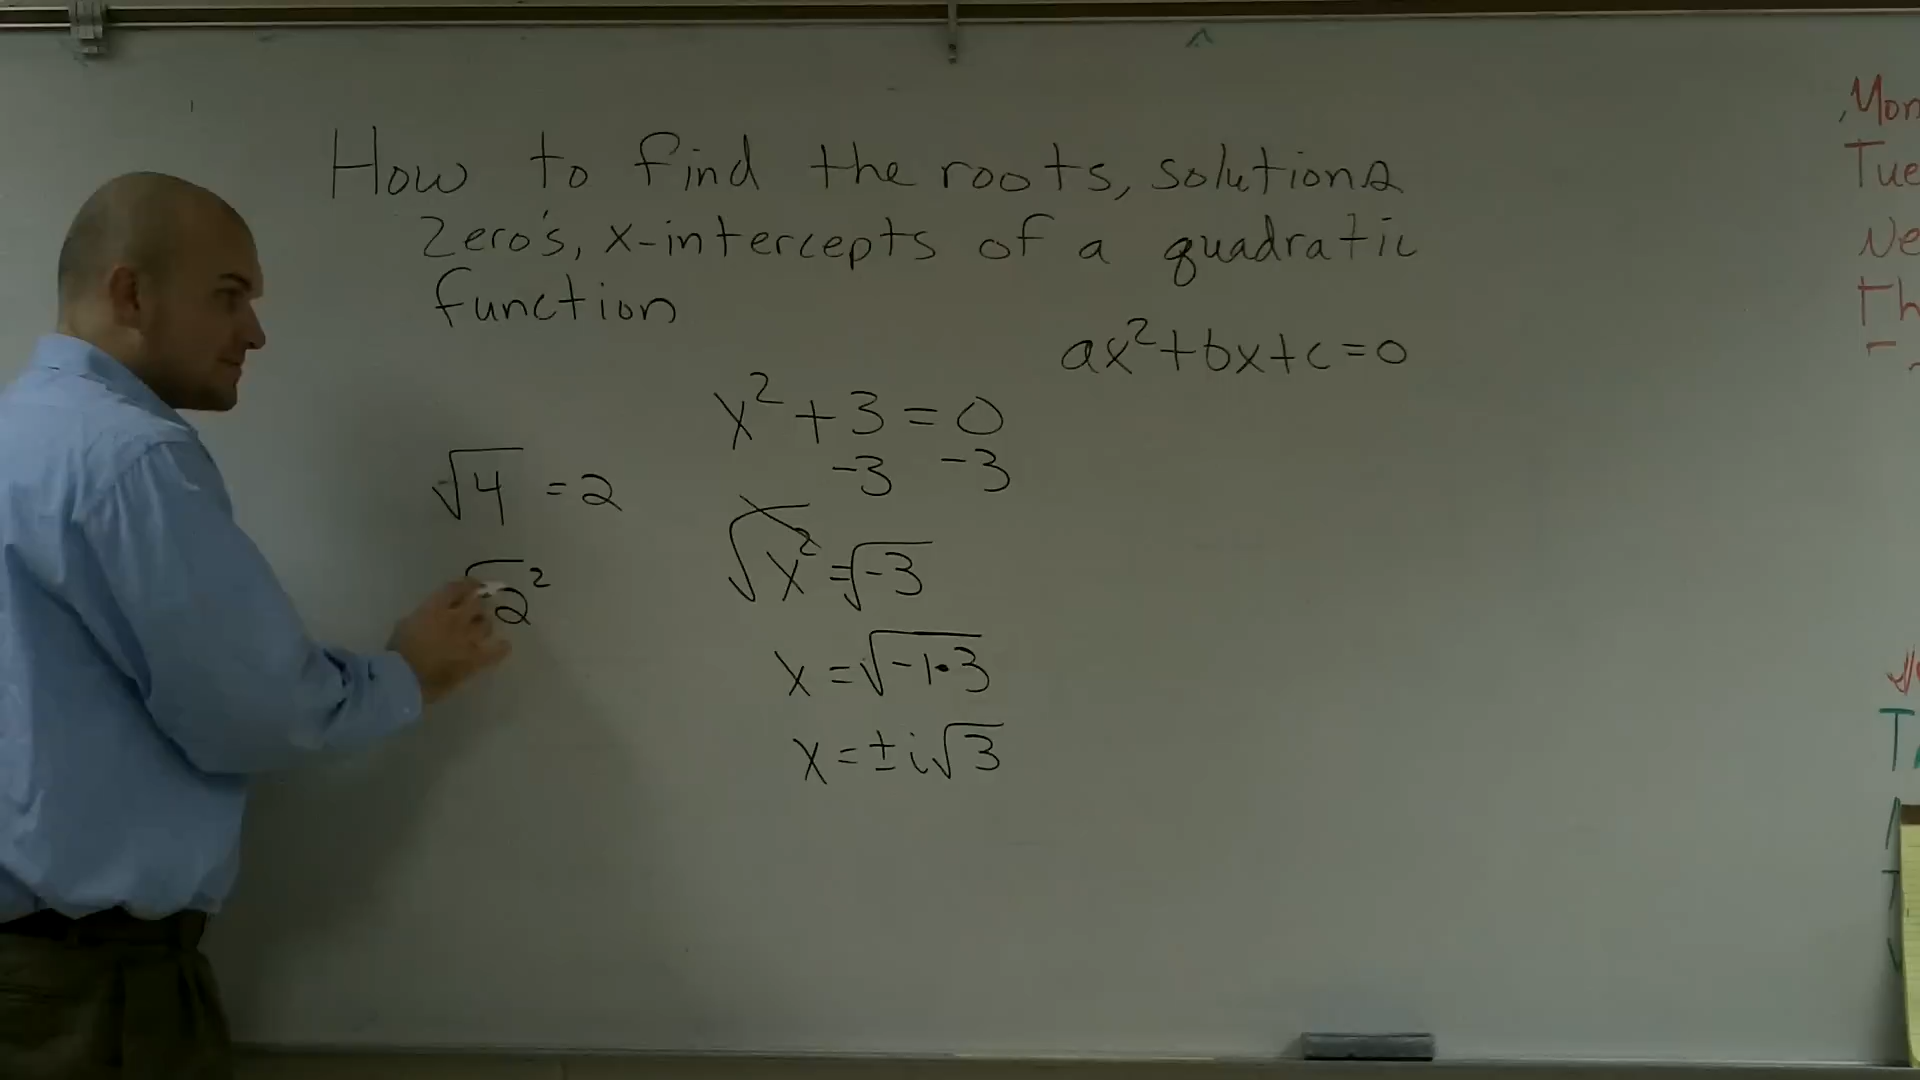 How to find the roots, solutions
Zero's, x-intercepts of a quadratic
function
ax²+bx+c=0
x²+3=0
-3 -3
√4 = 2
√x² = √-3
2²
x = √-1·3
x = ±i√3
Mon
Tue
We
Th